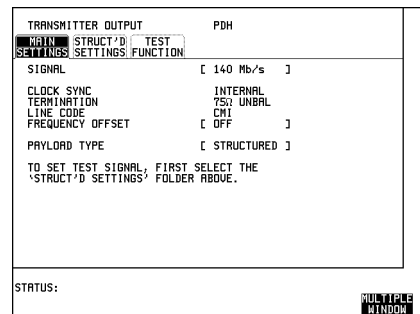 TRANSMITTER OUTPUT PDH
MAIN SETTINGS STRUCT'D SETTINGS TEST FUNCTION
SIGNAL [ 140 Mb/s ]
CLOCK SYNC INTERNAL
TERMINATION 75Ω UNBAL
LINE CODE CMI
FREQUENCY OFFSET [ OFF ]
PAYLOAD TYPE [ STRUCTURED ]
TO SET TEST SIGNAL, FIRST SELECT THE
'STRUCT'D SETTINGS' FOLDER ABOVE.
STATUS:
MULTIPLE
WINDOW